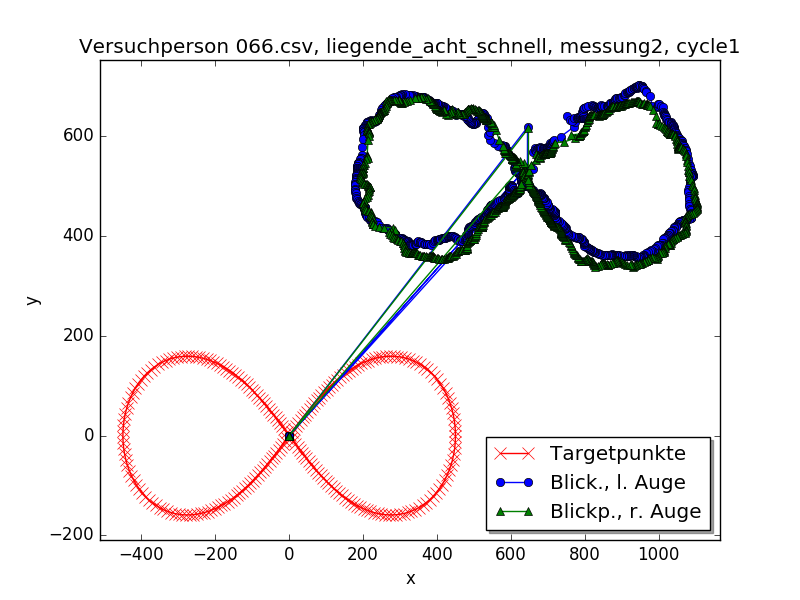 Versuchperson 066.csv, liegende_acht_schnell, messung2, cycle1
600
400
200
0
−200
y
−400
−200
0
200
400
600
800
1000
x
Targetpunkte
Blick., l. Auge
Blickp., r. Auge